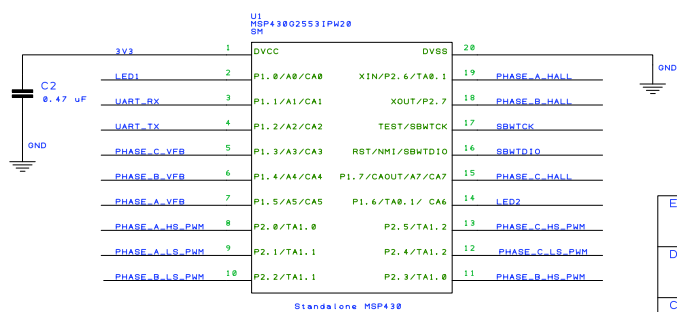 U1
MSP430G2553IPW20
SM
3V3 1 DVCC DVSS 20
GND
LED1 2 P1.0/A0/CA0 XIN/P2.6/TA0.1 19 PHASE_A_HALL
C2
0.47 uF
UART_RX 3 P1.1/A1/CA1 XOUT/P2.7 18 PHASE_B_HALL
UART_TX 4 P1.2/A2/CA2 TEST/SBWTCK 17 SBWTCK
GND
PHASE_C_VFB 5 P1.3/A3/CA3 RST/NMI/SBWTDIO 16 SBWTDIO
PHASE_B_VFB 6 P1.4/A4/CA4 P1.7/CAOUT/A7/CA7 15 PHASE_C_HALL
PHASE_A_VFB 7 P1.5/A5/CA5 P1.6/TA0.1/ CA6 14 LED2
E
PHASE_A_HS_PWM 8 P2.0/TA1.0 P2.5/TA1.2 13 PHASE_C_HS_PWM
PHASE_A_LS_PWM 9 P2.1/TA1.1 P2.4/TA1.2 12 PHASE_C_LS_PWM
D
PHASE_B_LS_PWM 10 P2.2/TA1.1 P2.3/TA1.0 11 PHASE_B_HS_PWM
Standalone MSP430
C